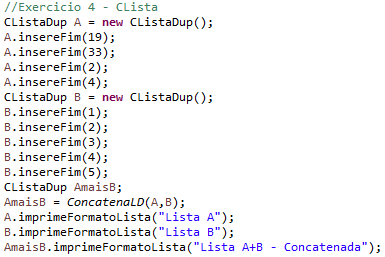 //Exercicio 4 - CLista
CListaDup A = new CListaDup();
A.insereFim(19);
A.insereFim(33);
A.insereFim(2);
A.insereFim(4);
CListaDup B = new CListaDup();
B.insereFim(1);
B.insereFim(2);
B.insereFim(3);
B.insereFim(4);
B.insereFim(5);
CListaDup AmaisB;
AmaisB = ConcatenaLD(A,B);
A.imprimeFormatoLista("Lista A");
B.imprimeFormatoLista("Lista B");
AmaisB.imprimeFormatoLista("Lista A+B - Concatenada");